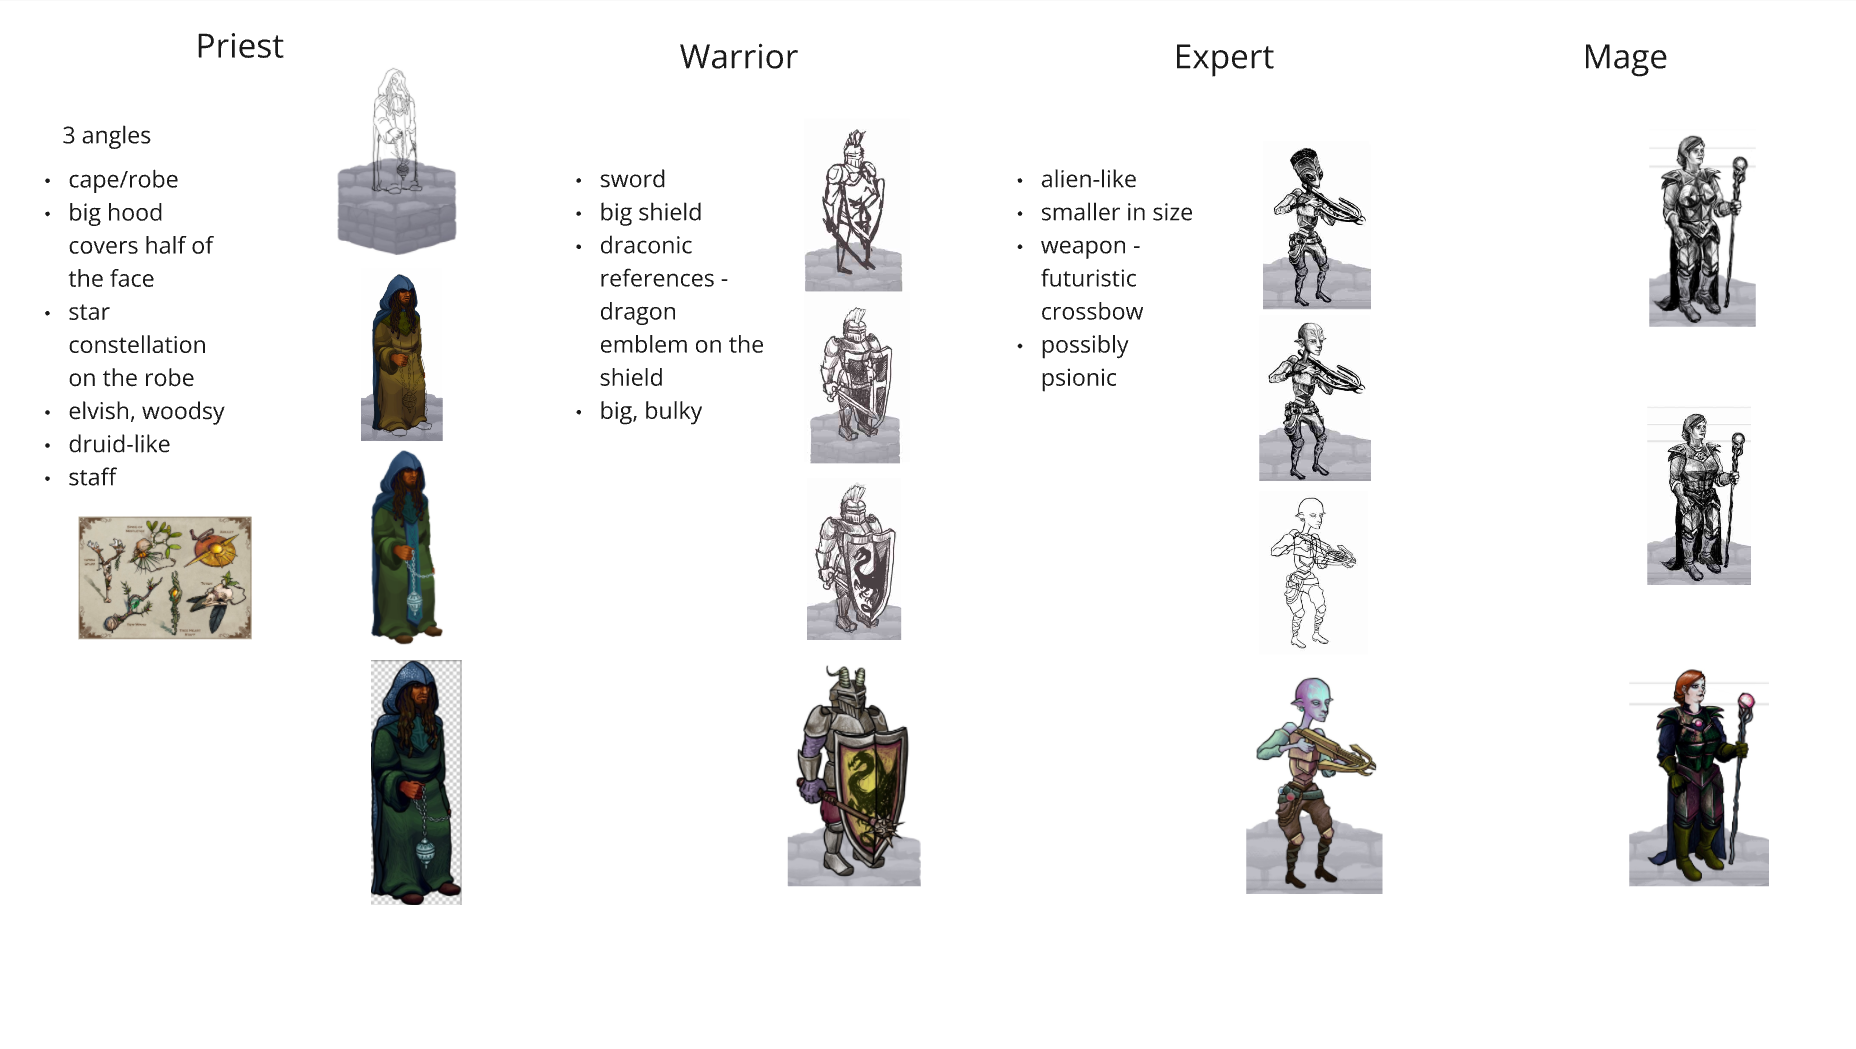 Priest
3 angles
• cape/robe
• big hood
covers half of
the face
• star
constellation
on the robe
• elvish, woodsy
• druid-like
• staff
Warrior
• sword
• big shield
• draconic
references -
dragon
emblem on the
shield
• big, bulky
Expert
• alien-like
• smaller in size
• weapon -
futuristic
crossbow
• possibly
psionic
Mage